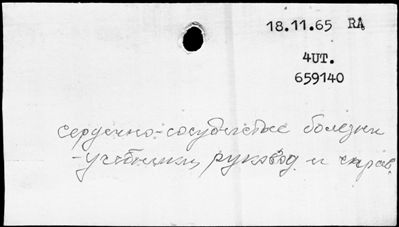 18.11.65 RA
4UT.
659140
сердечно-сосудистые болезни
-учебники, руковод. и справ.